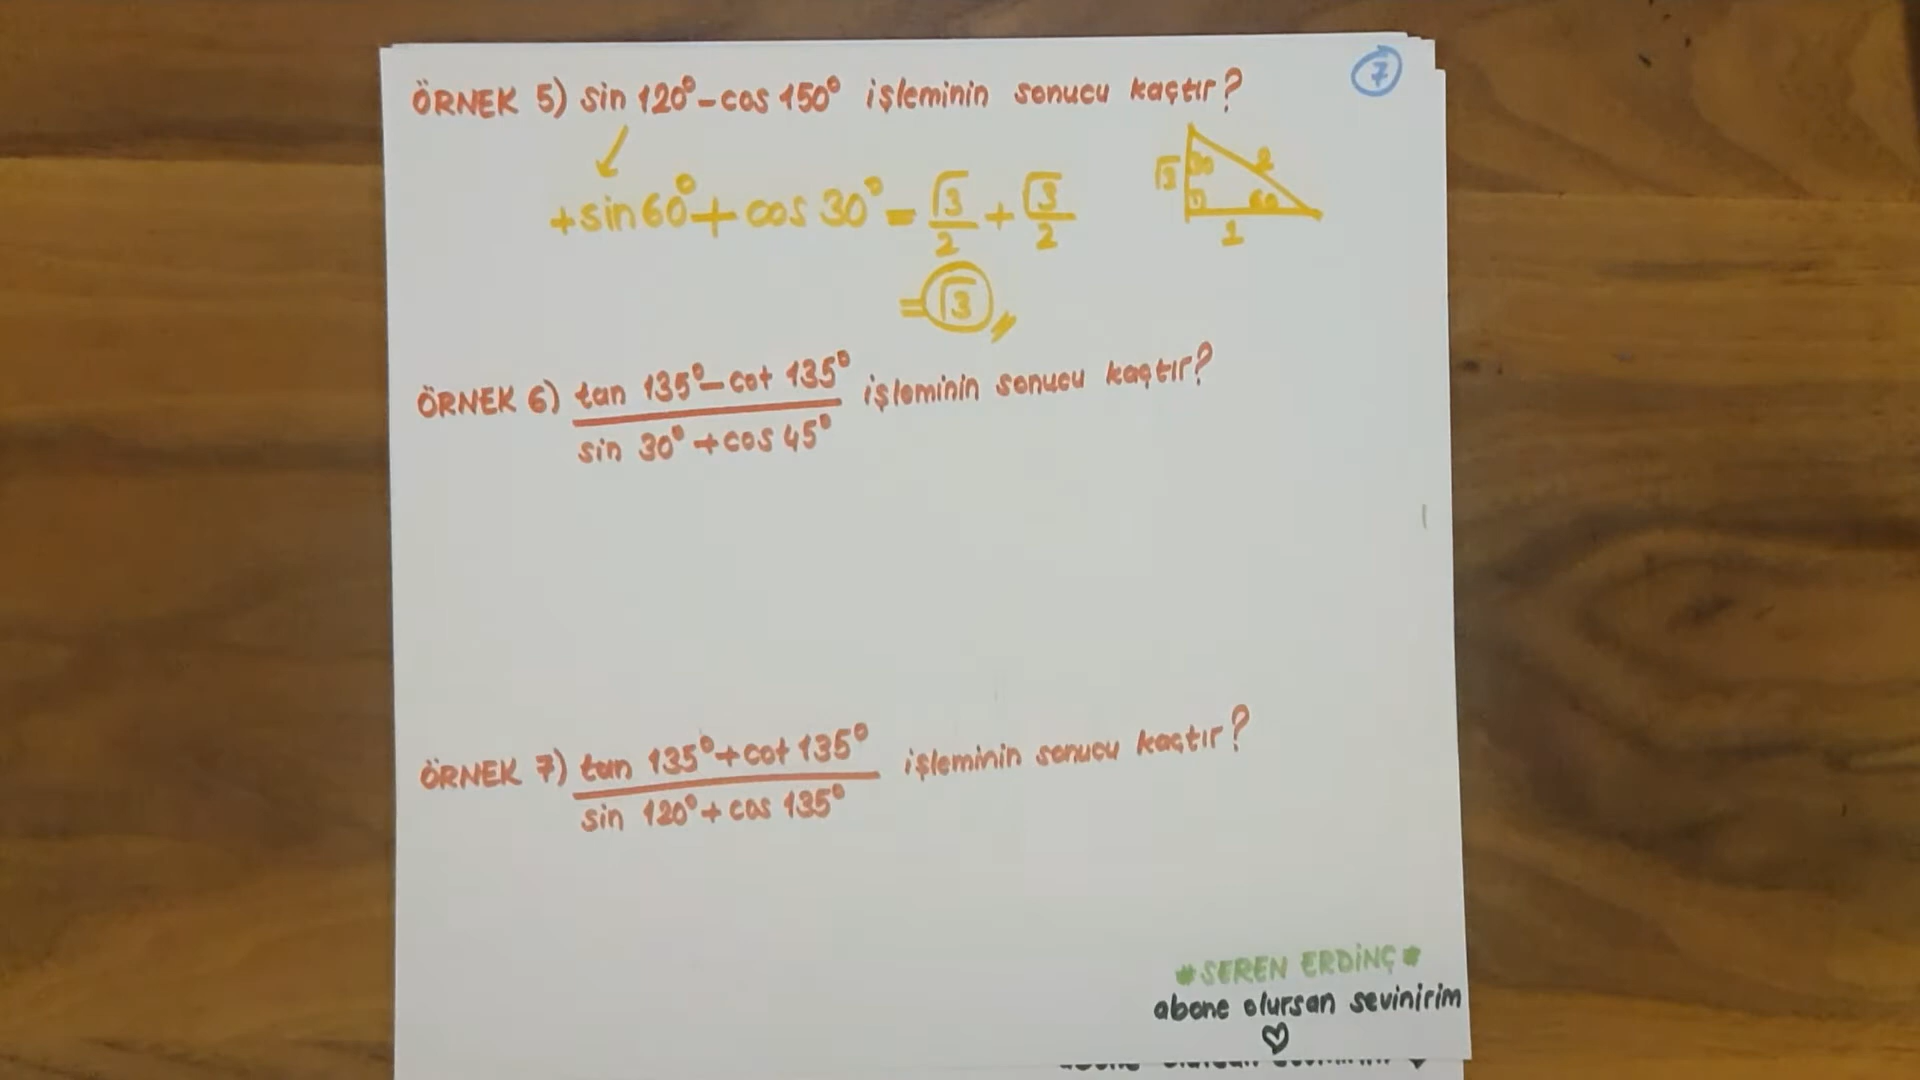 7
ÖRNEK 5) sin 120° - cos 150° işleminin sonucu kaçtır?
+sin 60° + cos 30° = √3/2 + √3/2
= √3
√3 30 2 60 1
ÖRNEK 6) tan 135° - cot 135° / sin 30° + cos 45° işleminin sonucu kaçtır?
ÖRNEK 7) tan 135° + cot 135° / sin 120° + cos 135° işleminin sonucu kaçtır?
*SEREN ERDİNÇ*
abone olursan sevinirim
♡